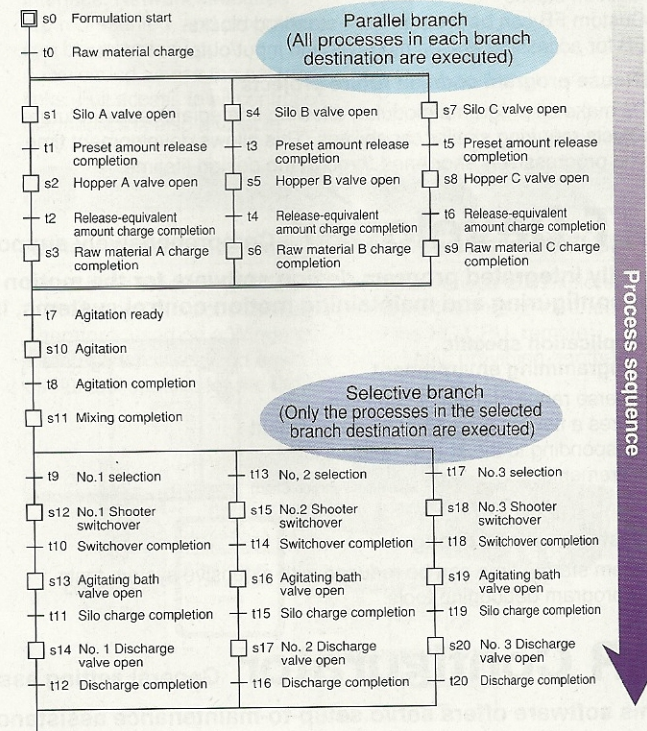 s0 Formulation start
t0 Raw material charge
Parallel branch
(All processes in each branch
destination are executed)
s1 Silo A valve open
t1 Preset amount release
completion
s2 Hopper A valve open
t2 Release-equivalent
amount charge completion
s3 Raw material A charge
completion
s4 Silo B valve open
t3 Preset amount release
completion
s5 Hopper B valve open
t4 Release-equivalent
amount charge completion
s6 Raw material B charge
completion
s7 Silo C valve open
t5 Preset amount release
completion
s8 Hopper C valve open
t6 Release-equivalent
amount charge completion
s9 Raw material C charge
completion
t7 Agitation ready
s10 Agitation
t8 Agitation completion
s11 Mixing completion
Selective branch
(Only the processes in the selected
branch destination are executed)
t9 No.1 selection
s12 No.1 Shooter
switchover
t10 Switchover completion
s13 Agitating bath
valve open
t11 Silo charge completion
s14 No. 1 Discharge
valve open
t12 Discharge completion
t13 No, 2 selection
s15 No.2 Shooter
switchover
t14 Switchover completion
s16 Agitating bath
valve open
t15 Silo charge completion
s17 No. 2 Discharge
valve open
t16 Discharge completion
t17 No.3 selection
s18 No.3 Shooter
switchover
t18 Switchover completion
s19 Agitating bath
valve open
t19 Silo charge completion
s20 No. 3 Discharge
valve open
t20 Discharge completion
Process sequence